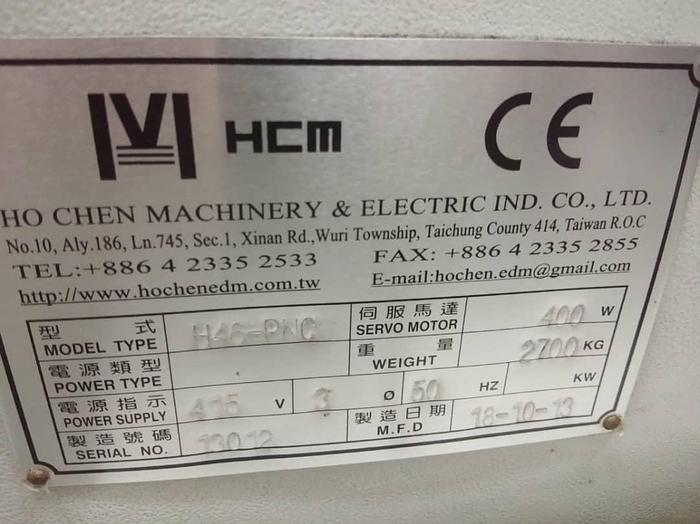 HCM CE
HO CHEN MACHINERY & ELECTRIC IND. CO., LTD.
No.10, Aly.186, Ln.745, Sec.1, Xinan Rd.,Wuri Township, Taichung County 414, Taiwan R.O.C
TEL:+886 4 2335 2533 FAX: +886 4 2335 2855
http://www.hochenedm.com.tw E-mail:hochen.edm@gmail.com
型式 H46-PNC 伺服馬達 400 W
MODEL TYPE SERVO MOTOR
電源類型 重量 2700 KG
POWER TYPE WEIGHT
電源指示 415 V 3 Ø 50 HZ KW
POWER SUPPLY
製造號碼 13012 製造日期 18-10-13
SERIAL NO. M.F.D